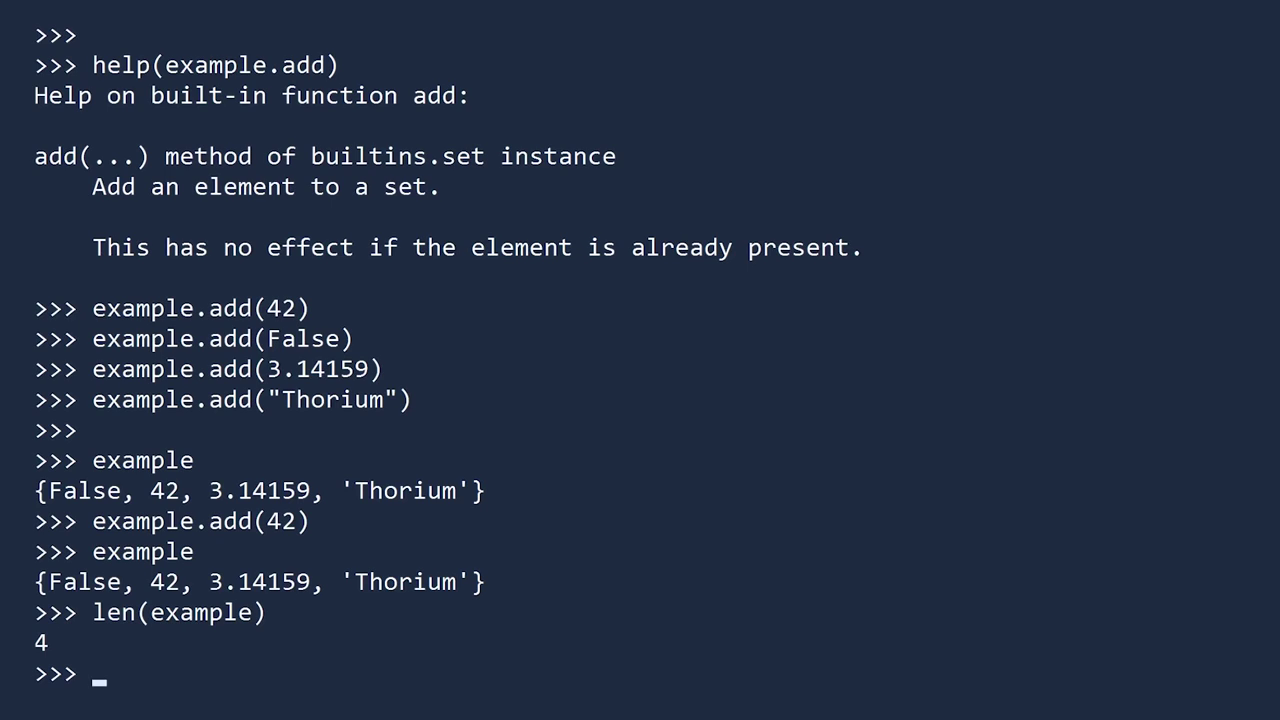 >>>
>>> help(example.add)
Help on built-in function add:
add(...) method of builtins.set instance
Add an element to a set.
This has no effect if the element is already present.
>>> example.add(42)
>>> example.add(False)
>>> example.add(3.14159)
>>> example.add("Thorium")
>>>
>>> example
{False, 42, 3.14159, 'Thorium'}
>>> example.add(42)
>>> example
{False, 42, 3.14159, 'Thorium'}
>>> len(example)
4
>>>